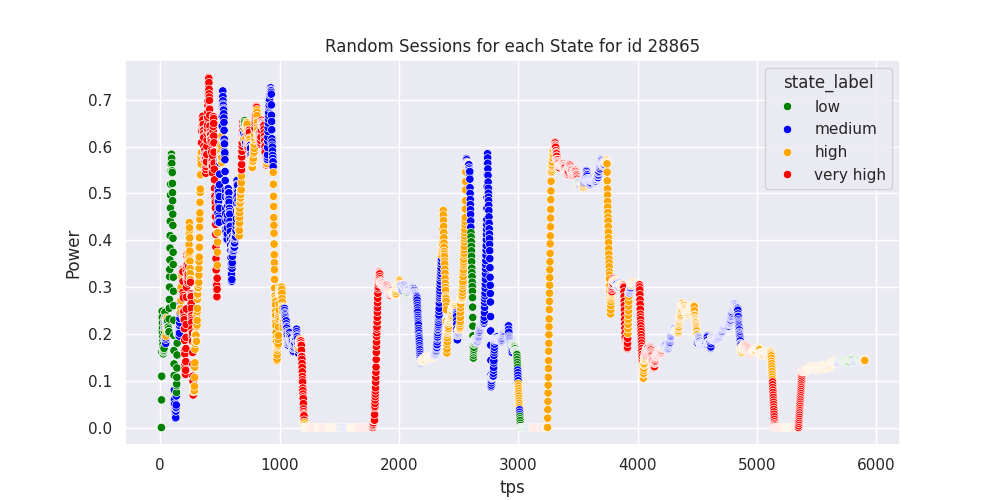 Random Sessions for each State for id 28865
state_label
low
medium
high
very high
Power
0.7
0.6
0.5
0.4
0.3
0.2
0.1
0.0
0 1000 2000 3000 4000 5000 6000
tps